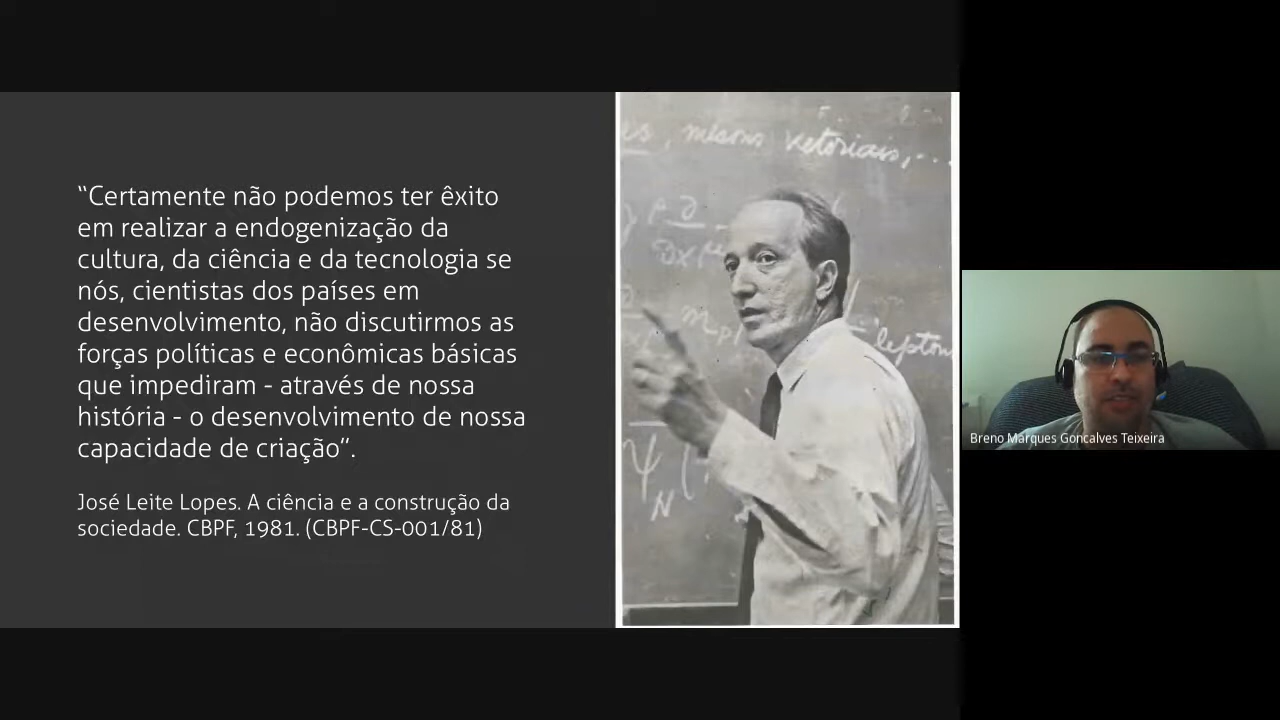 “Certamente não podemos ter êxito
em realizar a endogenização da
cultura, da ciência e da tecnologia se
nós, cientistas dos países em
desenvolvimento, não discutirmos as
forças políticas e econômicas básicas
que impediram - através de nossa
história - o desenvolvimento de nossa
capacidade de criação”.
José Leite Lopes. A ciência e a construção da
sociedade. CBPF, 1981. (CBPF-CS-001/81)
mésons vetoriais, ...
Breno Marques Goncalves Teixeira